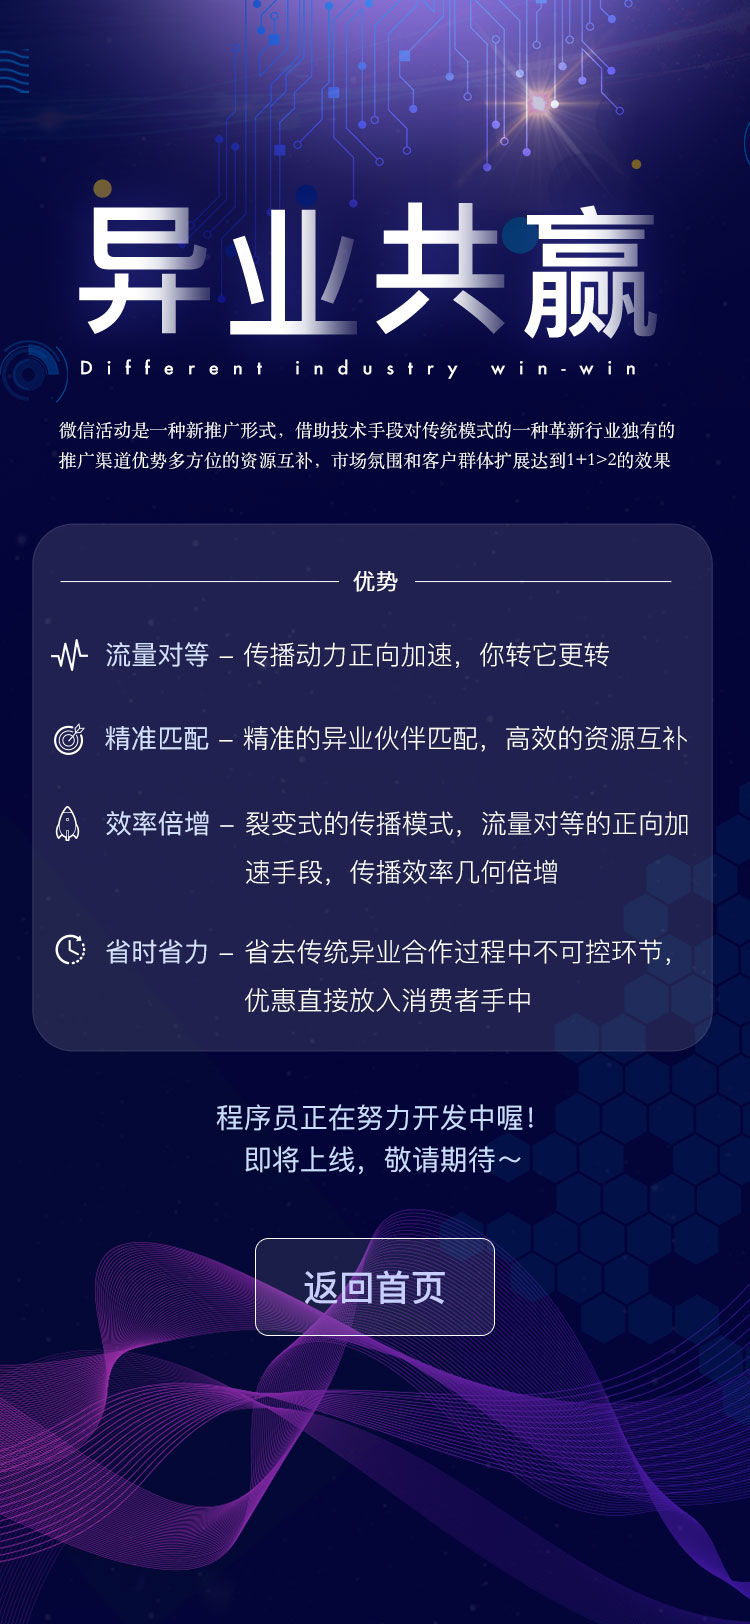 异业共赢
Different industry win-win
微信活动是一种新推广形式，借助技术手段对传统模式的一种革新行业独有的
推广渠道优势多方位的资源互补，市场氛围和客户群体扩展达到1+1>2的效果
优势
流量对等 – 传播动力正向加速，你转它更转
精准匹配 – 精准的异业伙伴匹配，高效的资源互补
效率倍增 – 裂变式的传播模式，流量对等的正向加
速手段，传播效率几何倍增
省时省力 – 省去传统异业合作过程中不可控环节，
优惠直接放入消费者手中
程序员正在努力开发中喔！
即将上线，敬请期待～
返回首页